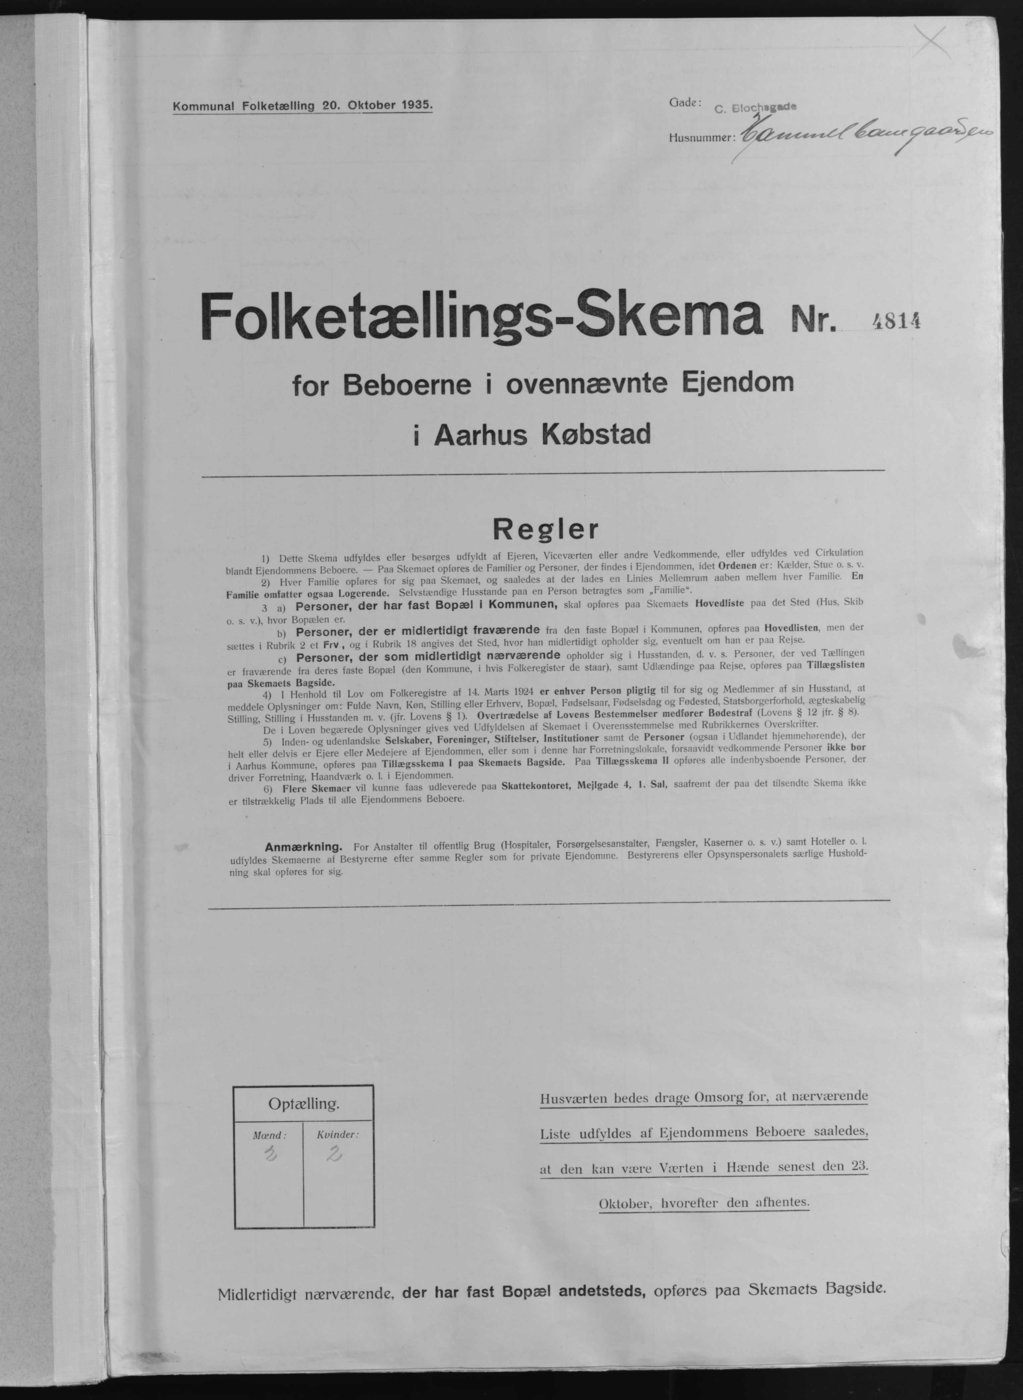 Kommunal Folketælling 20. Oktober 1935.
Gade: C. Blochsgade
Husnummer:
Folketællings-Skema Nr. 4814
for Beboerne i ovennævnte Ejendom
i Aarhus Købstad
Regler
1) Dette Skema udfyldes eller besørges udfyldt af Ejeren, Viceværten eller andre Vedkommende, eller udfyldes ved Cirkulation
blandt Ejendommens Beboere. — Paa Skemaet opføres de Familier og Personer, der findes i Ejendommen, idet Ordenen er: Kælder, Stue o. s. v.
2) Hver Familie opføres for sig paa Skemaet, og saaledes at der lades en Linies Mellemrum aaben mellem hver Familie. En
Familie omfatter ogsaa Logerende. Selvstændige Husstande paa en Person betragtes som „Familie“.
3 a) Personer, der har fast Bopæl i Kommunen, skal opføres paa Skemaets Hovedliste paa det Sted (Hus, Skib
o. s. v.), hvor Bopælen er.
b) Personer, der er midlertidigt fraværende fra den faste Bopæl i Kommunen, opføres paa Hovedlisten, men der
sættes i Rubrik 2 et Frv, og i Rubrik 18 angives det Sted, hvor han midlertidigt opholder sig, eventuelt om han er paa Rejse.
c) Personer, der som midlertidigt nærværende opholder sig i Husstanden, d. v. s. Personer, der ved Tællingen
er fraværende fra deres faste Bopæl (den Kommune, i hvis Folkeregister de staar), samt Udlændinge paa Rejse, opføres paa Tillægslisten
paa Skemaets Bagside.
4) I Henhold til Lov om Folkeregistre af 14. Marts 1924 er enhver Person pligtig til for sig og Medlemmer af sin Husstand, at
meddele Oplysninger om: Fulde Navn, Køn, Stilling eller Erhverv, Bopæl, Fødselsaar, Fødselsdag og Fødested, Statsborgerforhold, ægteskabelig
Stilling, Stilling i Husstanden m. v. (jfr. Lovens § 1). Overtrædelse af Lovens Bestemmelser medfører Bødestraf (Lovens § 12 jfr. § 8).
De i Loven begærede Oplysninger gives ved Udfyldelsen af Skemaet i Overensstemmelse med Rubrikkernes Overskrifter.
5) Inden- og udenlandske Selskaber, Foreninger, Stiftelser, Institutioner samt de Personer (ogsaa i Udlandet hjemmehørende), der
helt eller delvis er Ejere eller Medejere af Ejendommen, eller som i denne har Forretningslokale, forsaavidt vedkommende Personer ikke bor
i Aarhus Kommune, opføres paa Tillægsskema I paa Skemaets Bagside. Paa Tillægsskema II opføres alle indenbysboende Personer, der
driver Forretning, Haandværk o. l. i Ejendommen.
6) Flere Skemaer vil kunne faas udleverede paa Skattekontoret, Mejlgade 4, 1. Sal, saafremt der paa det tilsendte Skema ikke
er tilstrækkelig Plads til alle Ejendommens Beboere.
Anmærkning. For Anstalter til offentlig Brug (Hospitaler, Forsørgelsesanstalter, Fængsler, Kaserner o. s. v.) samt Hoteller o. l.
udfyldes Skemaerne af Bestyrerne efter samme Regler som for private Ejendomme. Bestyrerens eller Opsynspersonalets særlige Hushold-
ning skal opføres for sig.
Optælling.
Mænd: Kvinder:
2 2
Husværten bedes drage Omsorg for, at nærværende
Liste udfyldes af Ejendommens Beboere saaledes,
at den kan være Værten i Hænde senest den 23.
Oktober, hvorefter den afhentes.
Midlertidigt nærværende, der har fast Bopæl andetsteds, opføres paa Skemaets Bagside.